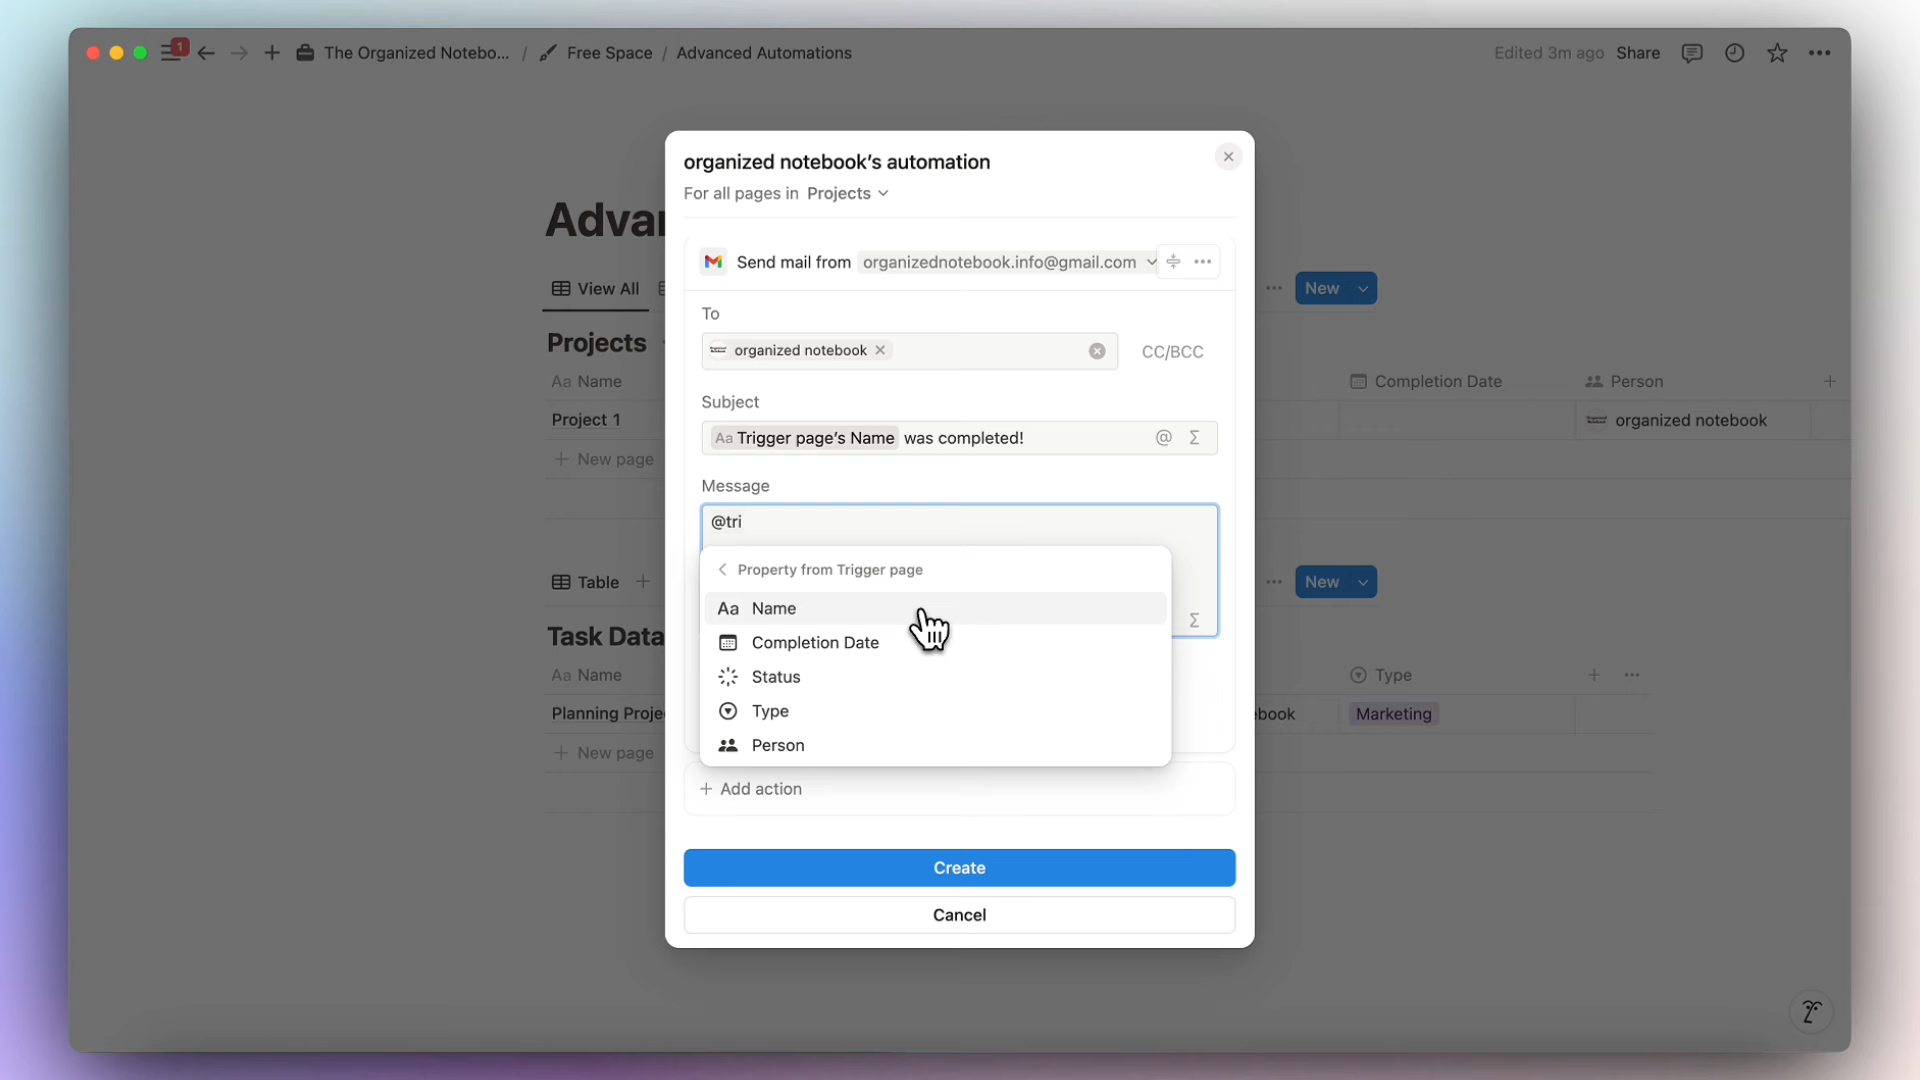 1
The Organized Notebo... / Free Space / Advanced Automations
Edited 3m ago Share
organized notebook's automation
For all pages in Projects
Advan
Send mail from organizednotebook.info@gmail.com
View All
New
To
Projects
organized notebook
CC/BCC
Aa Name
Completion Date
Person
Subject
Project 1
organized notebook
Aa Trigger page's Name was completed!
@ Σ
New page
Message
@tri
Σ
Property from Trigger page
Table
New
Aa Name
Task Data
Completion Date
Aa Name
Status
Type
Planning Projec
Type
ebook
Marketing
Person
New page
Add action
Create
Cancel